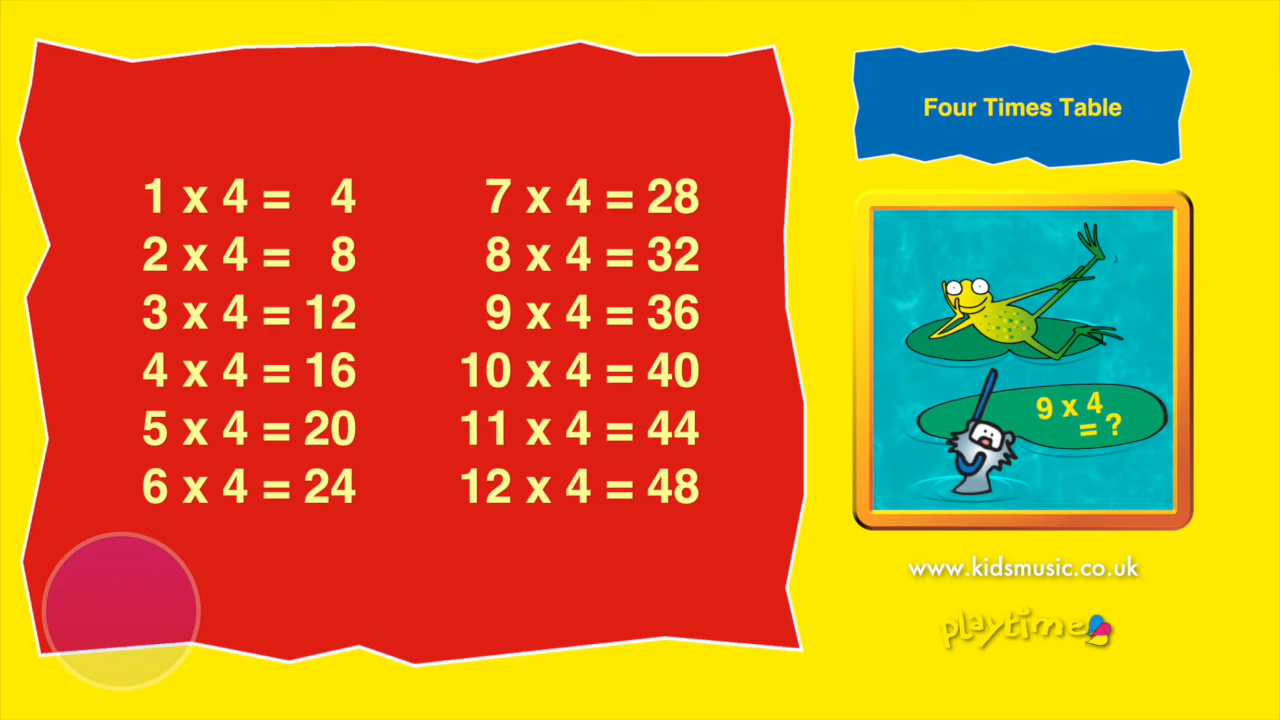 1 x 4 = 4
2 x 4 = 8
3 x 4 = 12
4 x 4 = 16
5 x 4 = 20
6 x 4 = 24
7 x 4 = 28
8 x 4 = 32
9 x 4 = 36
10 x 4 = 40
11 x 4 = 44
12 x 4 = 48
Four Times Table
9 x 4
= ?
www.kidsmusic.co.uk
playtime